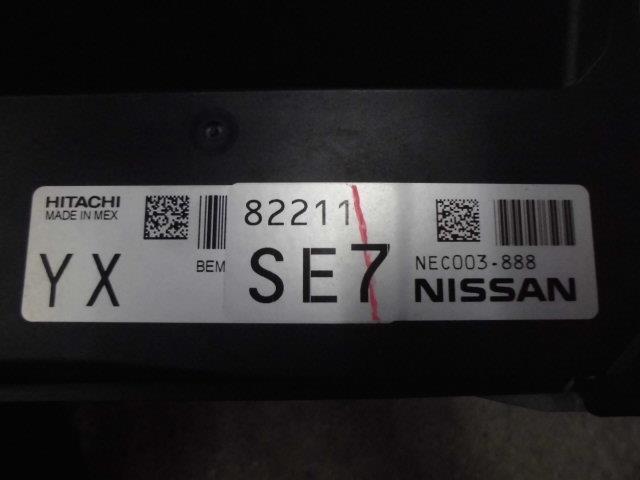 HITACHI
MADE IN MEX
YX
BEM
82211
SE7
NEC003-888
NISSAN